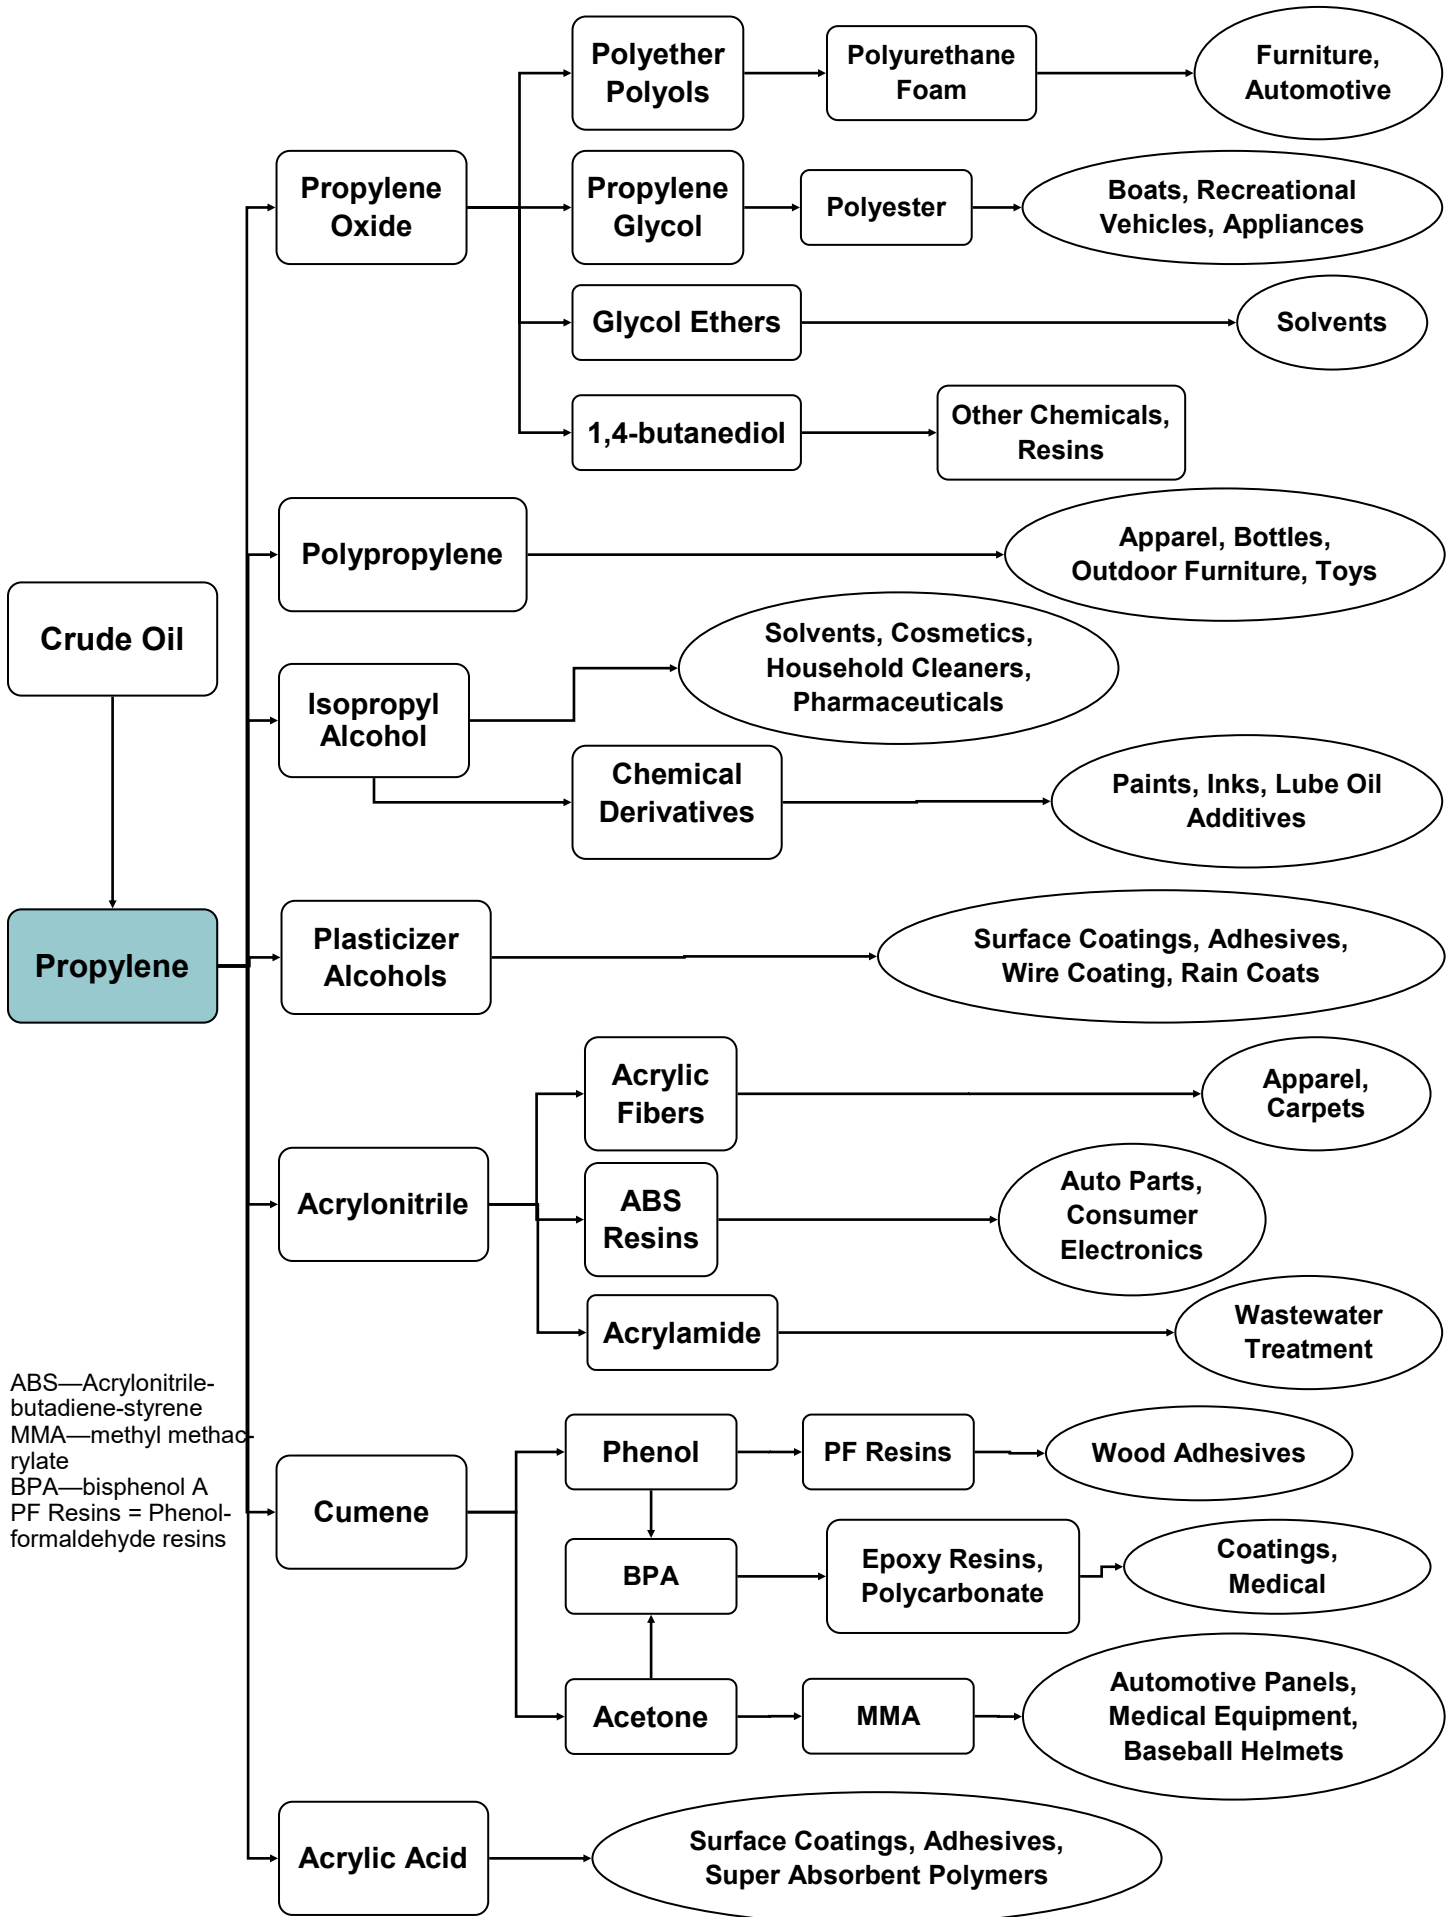 Polyether
Polyols
Polyurethane
Foam
Furniture,
Automotive
Propylene
Oxide
Propylene
Glycol
Polyester
Boats, Recreational
Vehicles, Appliances
Glycol Ethers
Solvents
1,4-butanediol
Other Chemicals,
Resins
Polypropylene
Apparel, Bottles,
Outdoor Furniture, Toys
Crude Oil
Isopropyl
Alcohol
Solvents, Cosmetics,
Household Cleaners,
Pharmaceuticals
Chemical
Derivatives
Paints, Inks, Lube Oil
Additives
Propylene
Plasticizer
Alcohols
Surface Coatings, Adhesives,
Wire Coating, Rain Coats
Acrylonitrile
Acrylic
Fibers
Apparel,
Carpets
ABS
Resins
Auto Parts,
Consumer
Electronics
Acrylamide
Wastewater
Treatment
ABS—Acrylonitrile-
butadiene-styrene
MMA—methyl methac-
rylate
BPA—bisphenol A
PF Resins = Phenol-
formaldehyde resins
Cumene
Phenol
PF Resins
Wood Adhesives
BPA
Epoxy Resins,
Polycarbonate
Coatings,
Medical
Acetone
MMA
Automotive Panels,
Medical Equipment,
Baseball Helmets
Acrylic Acid
Surface Coatings, Adhesives,
Super Absorbent Polymers